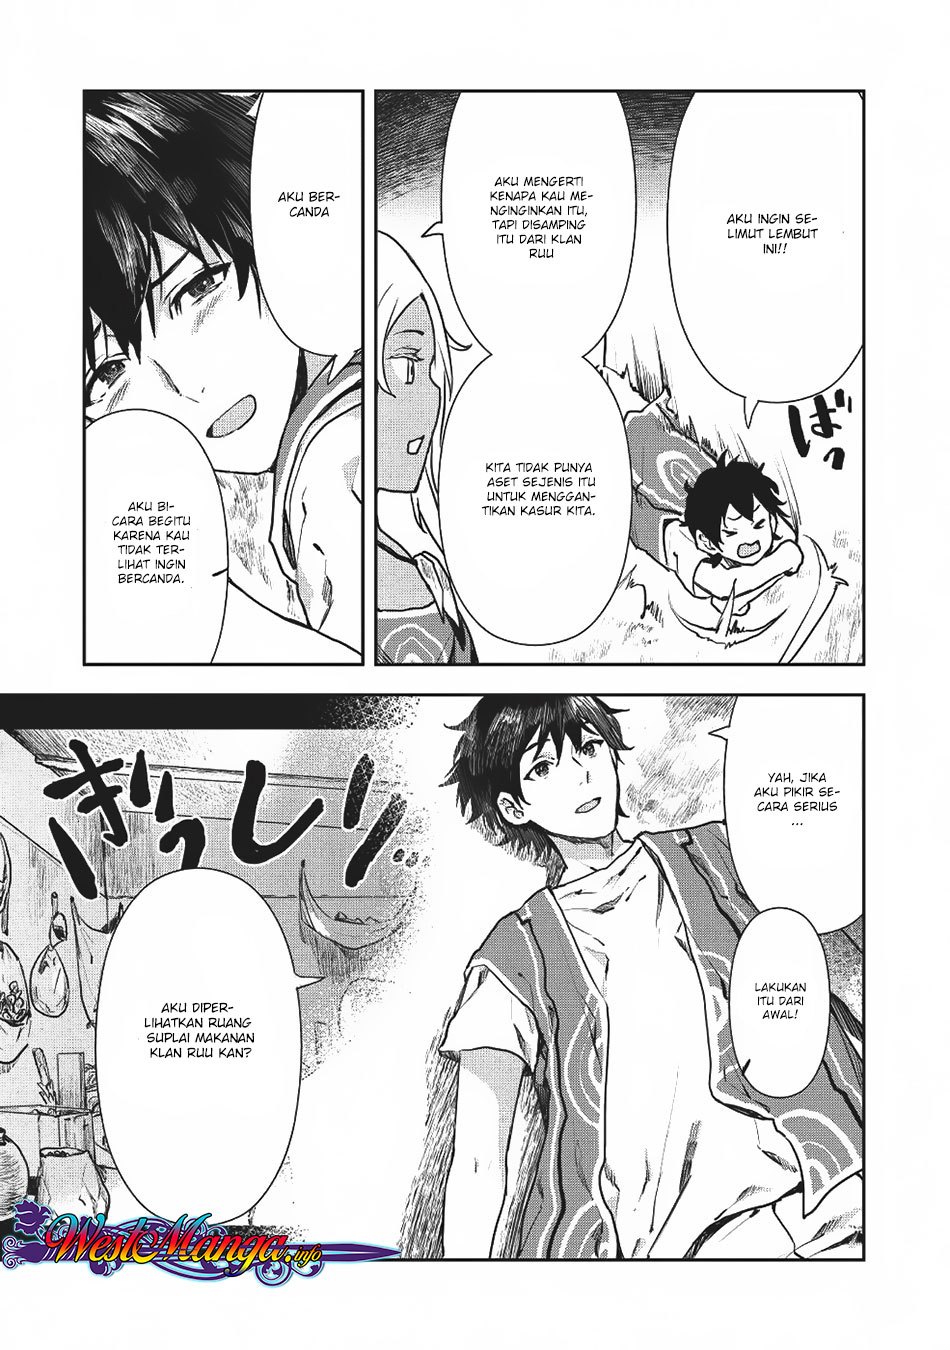 AKU INGIN SE-
LIMUT LEMBUT
INI!!
ばっ
AKU MENGERTI
KENAPA KAU ME-
NGINGINKAN ITU,
TAPI DISAMPING
ITU DARI KLAN
RUU
KITA TIDAK PUNYA
ASET SEJENIS ITU
UNTUK MENGGAN-
TIKAN KASUR KITA.
AKU BER-
CANDA
AKU BI-
CARA BEGITU
KARENA KAU
TIDAK TER-
LIHAT INGIN
BERCANDA.
YAH, JIKA
AKU PIKIR SE-
CARA SERIUS
...
LAKUKAN
ITU DARI
AWAL!
ぎっしり…
AKU DIPER-
LIHATKAN RUANG
SUPLAI MAKANAN
KLAN RUU KAN?
WestManga.info